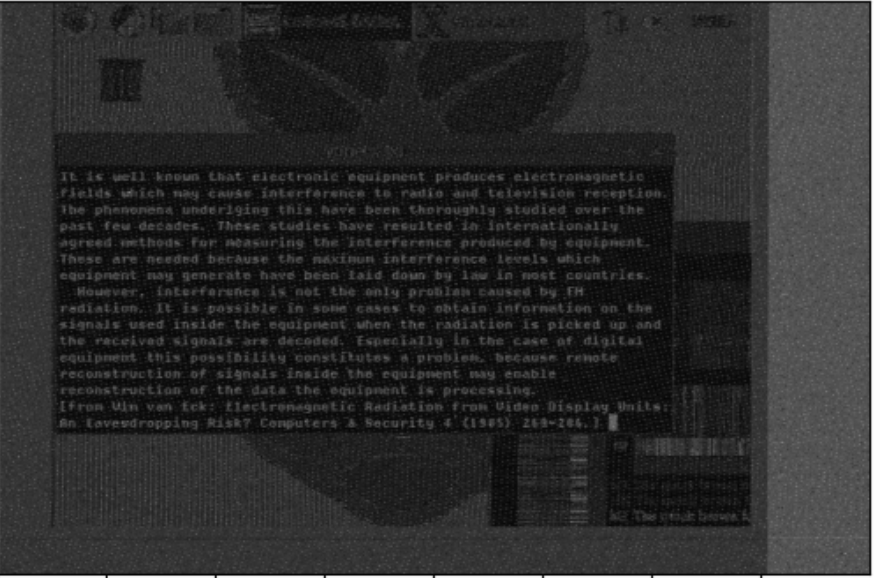 It is well known that electronic equipment produces electromagnetic
fields which may cause interference to radio and television reception.
The phenomena underlying this have been thoroughly studied over the
past few decades. These studies have resulted in internationally
agreed methods for measuring the interference produced by equipment.
These are needed because the maximum interference levels which
equipment may generate have been laid down by law in most countries.
However, interference is not the only problem caused by EM
radiation. It is possible in some cases to obtain information on the
signals used inside the equipment when the radiation is picked up and
the received signals are decoded. Especially in the case of digital
equipment this possibility constitutes a problem, because remote
reconstruction of signals inside the equipment may enable
reconstruction of the data the equipment is processing.
[from Wim van Eck: Electromagnetic Radiation from Video Display Units:
An Eavesdropping Risk? Computers & Security 4 (1985) 269-286.]
The quick brown